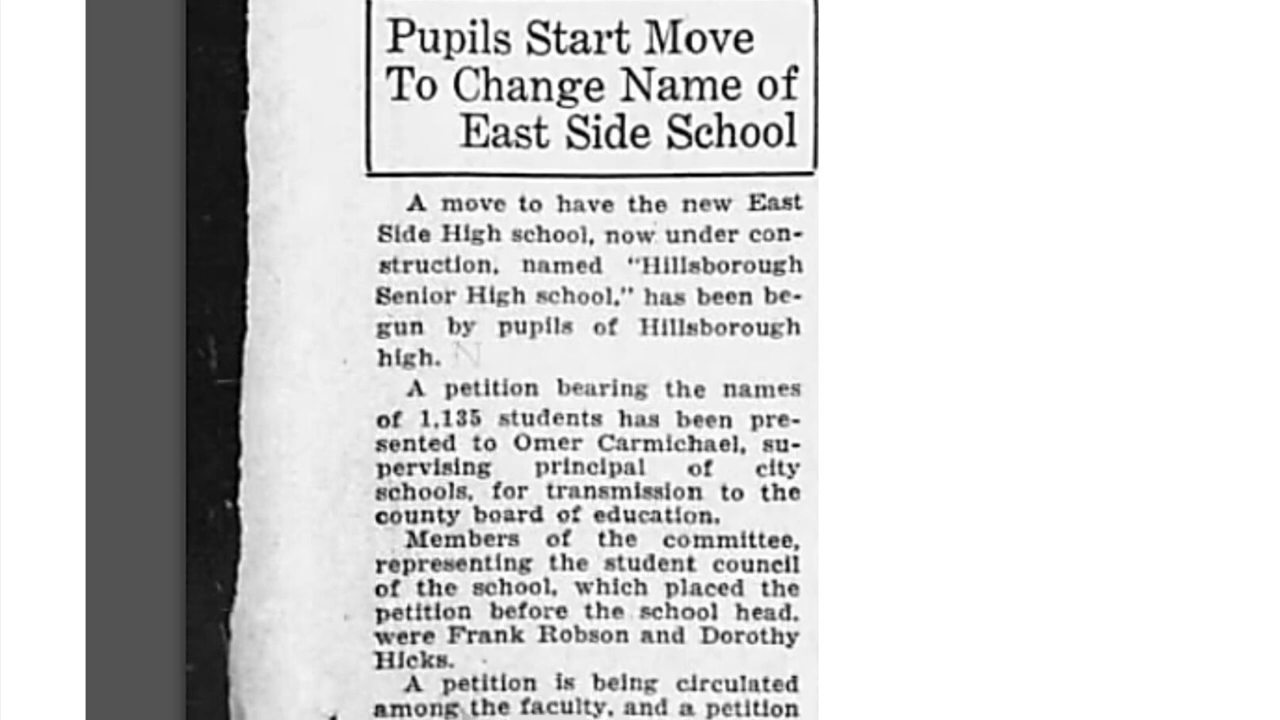 Pupils Start Move
To Change Name of
East Side School
A move to have the new East
Side High school, now under con-
struction, named "Hillsborough
Senior High school," has been be-
gun by pupils of Hillsborough
high. N
A petition bearing the names
of 1,135 students has been pre-
sented to Omer Carmichael, su-
pervising principal of city
schools, for transmission to the
county board of education.
Members of the committee,
representing the student council
of the school, which placed the
petition before the school head,
were Frank Robson and Dorothy
Hicks.
A petition is being circulated
among the faculty, and a petition